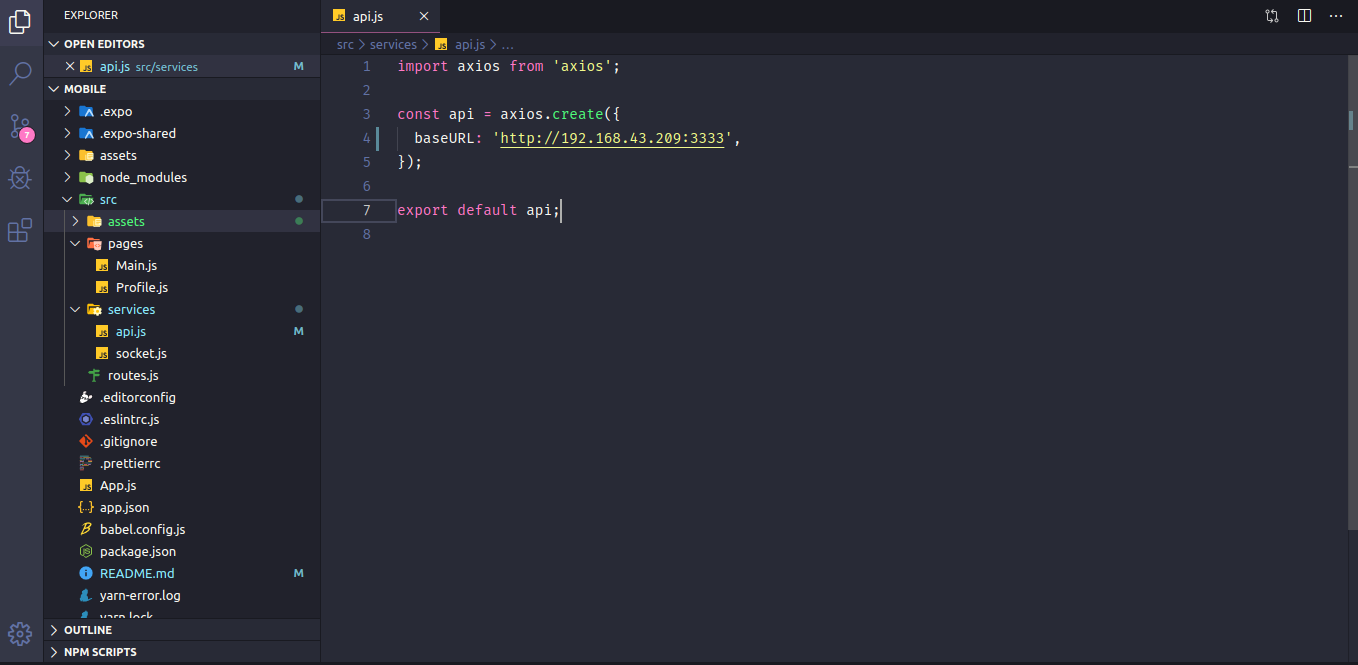 EXPLORER
OPEN EDITORS
api.js src/services M
MOBILE
.expo
.expo-shared
assets
node_modules
src
assets
pages
Main.js
Profile.js
services
api.js M
socket.js
routes.js
.editorconfig
.eslintrc.js
.gitignore
.prettierrc
App.js
app.json
babel.config.js
package.json
README.md M
yarn-error.log
yarn.lock
OUTLINE
NPM SCRIPTS
7
JS api.js
src > services > JS api.js > ...
1 import axios from 'axios';
2
3 const api = axios.create({
4 baseURL: 'http://192.168.43.209:3333',
5 });
6
7 export default api;
8